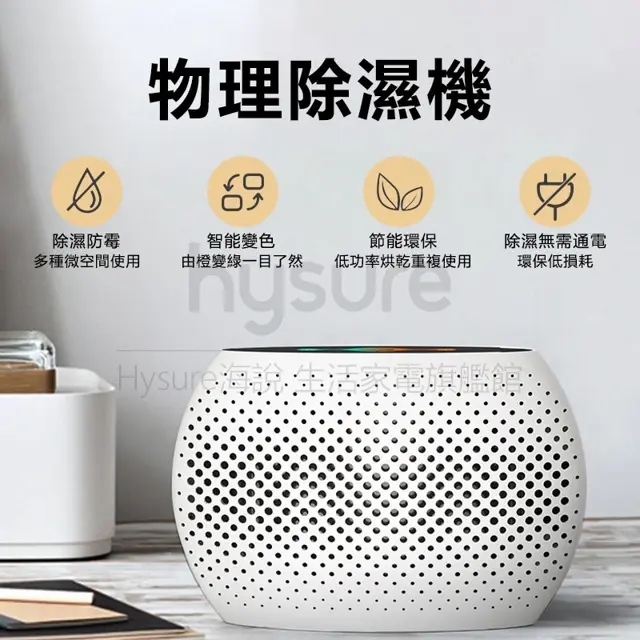 物理除濕機
除濕防霉
多種微空間使用
智能變色
由橙變綠一目了然
節能環保
低功率烘乾重複使用
除濕無需通電
環保低損耗
hysure
Hysure海說 生活家電旗艦館